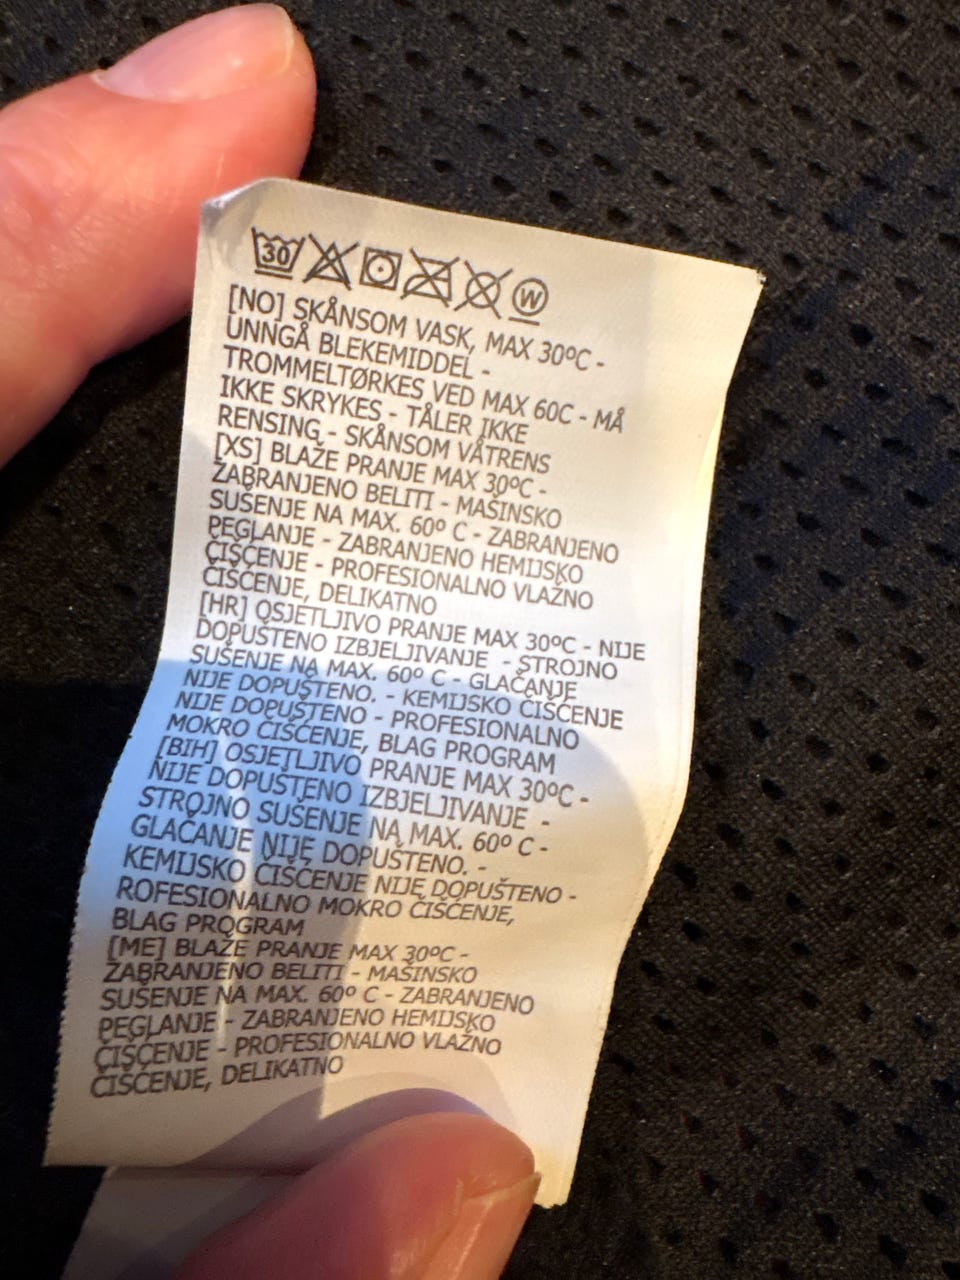 30 W
[NO] SKÅNSOM VASK, MAX 30ºC -
UNNGÅ BLEKEMIDDEL -
TROMMELTØRKES VED MAX 60C - MÅ
IKKE SKRYKES - TÅLER IKKE
RENSING - SKÅNSOM VÅTRENS
[XS] BLAŽE PRANJE MAX 30ºC -
ZABRANJENO BELITI - MAŠINSKO
SUŠENJE NA MAX. 60º C - ZABRANJENO
PEGLANJE - ZABRANJENO HEMIJSKO
ČIŠĆENJE - PROFESIONALNO VLAŽNO
ČIŠĆENJE, DELIKATNO
[HR] OSJETLJIVO PRANJE MAX 30ºC - NIJE
DOPUŠTENO IZBJELJIVANJE - STROJNO
SUŠENJE NA MAX. 60º C - GLAČANJE
NIJE DOPUŠTENO. - KEMIJSKO ČIŠĆENJE
NIJE DOPUŠTENO - PROFESIONALNO
MOKRO ČIŠĆENJE, BLAG PROGRAM
[BIH] OSJETLJIVO PRANJE MAX 30ºC -
NIJE DOPUŠTENO IZBJELJIVANJE -
STROJNO SUŠENJE NA MAX. 60º C -
GLAČANJE NIJE DOPUŠTENO. -
KEMIJSKO ČIŠĆENJE NIJE DOPUŠTENO -
ROFESIONALNO MOKRO ČIŠĆENJE,
BLAG PROGRAM
[ME] BLAŽE PRANJE MAX 30ºC -
ZABRANJENO BELITI - MAŠINSKO
SUŠENJE NA MAX. 60º C - ZABRANJENO
PEGLANJE - ZABRANJENO HEMIJSKO
ČIŠĆENJE - PROFESIONALNO VLAŽNO
ČIŠĆENJE, DELIKATNO